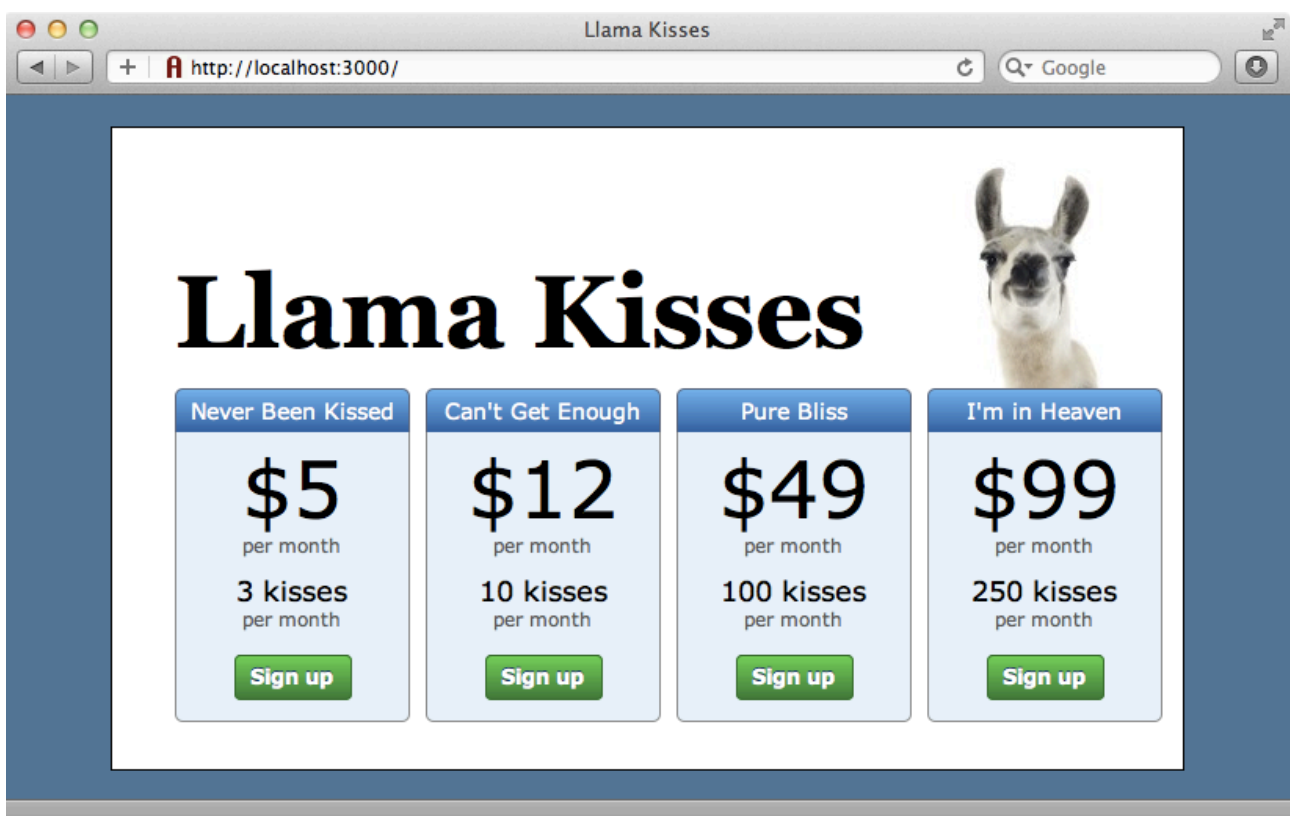 Llama Kisses
http://localhost:3000/
Google
Llama Kisses
Never Been Kissed
$5
per month
3 kisses
per month
Sign up
Can't Get Enough
$12
per month
10 kisses
per month
Sign up
Pure Bliss
$49
per month
100 kisses
per month
Sign up
I'm in Heaven
$99
per month
250 kisses
per month
Sign up